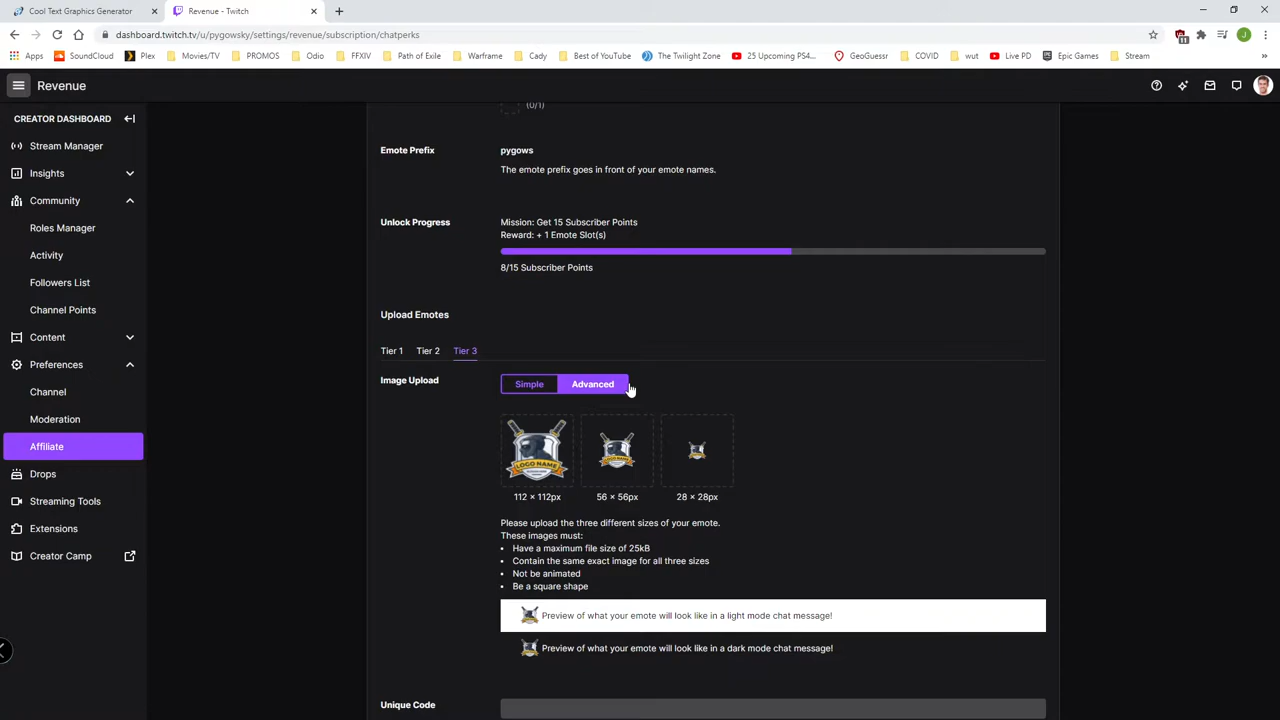 Cool Text Graphics Generator
Revenue - Twitch
dashboard.twitch.tv/u/pygowsky/settings/revenue/subscription/chatperks
11
J
Apps
SoundCloud
Plex
Movies/TV
PROMOS
Odio
FFXIV
Path of Exile
Warframe
Cady
Best of YouTube
The Twilight Zone
25 Upcoming PS4...
GeoGuessr
COVID
wut
Live PD
Epic Games
Stream
»
Revenue
CREATOR DASHBOARD
Stream Manager
Insights
Community
Roles Manager
Activity
Followers List
Channel Points
Content
Preferences
Channel
Moderation
Affiliate
Drops
Streaming Tools
Extensions
Creator Camp
(0/1)
Emote Prefix
pygows
The emote prefix goes in front of your emote names.
Unlock Progress
Mission: Get 15 Subscriber Points
Reward: + 1 Emote Slot(s)
8/15 Subscriber Points
Upload Emotes
Tier 1
Tier 2
Tier 3
Image Upload
Simple
Advanced
LOGO NAME
LOGO NAME
112 × 112px
56 × 56px
28 × 28px
Please upload the three different sizes of your emote.
These images must:
• Have a maximum file size of 25kB
• Contain the same exact image for all three sizes
• Not be animated
• Be a square shape
Preview of what your emote will look like in a light mode chat message!
Preview of what your emote will look like in a dark mode chat message!
Unique Code